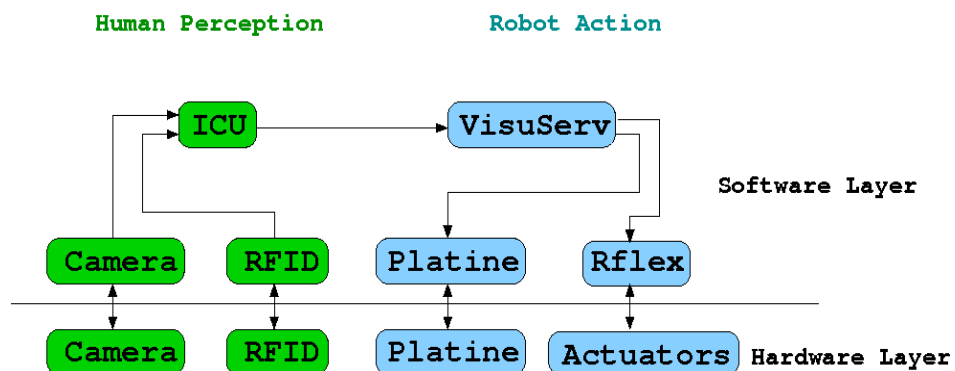 Human Perception Robot Action
ICU VisuServ
Software Layer
Camera RFID Platine Rflex
Camera RFID Platine Actuators Hardware Layer